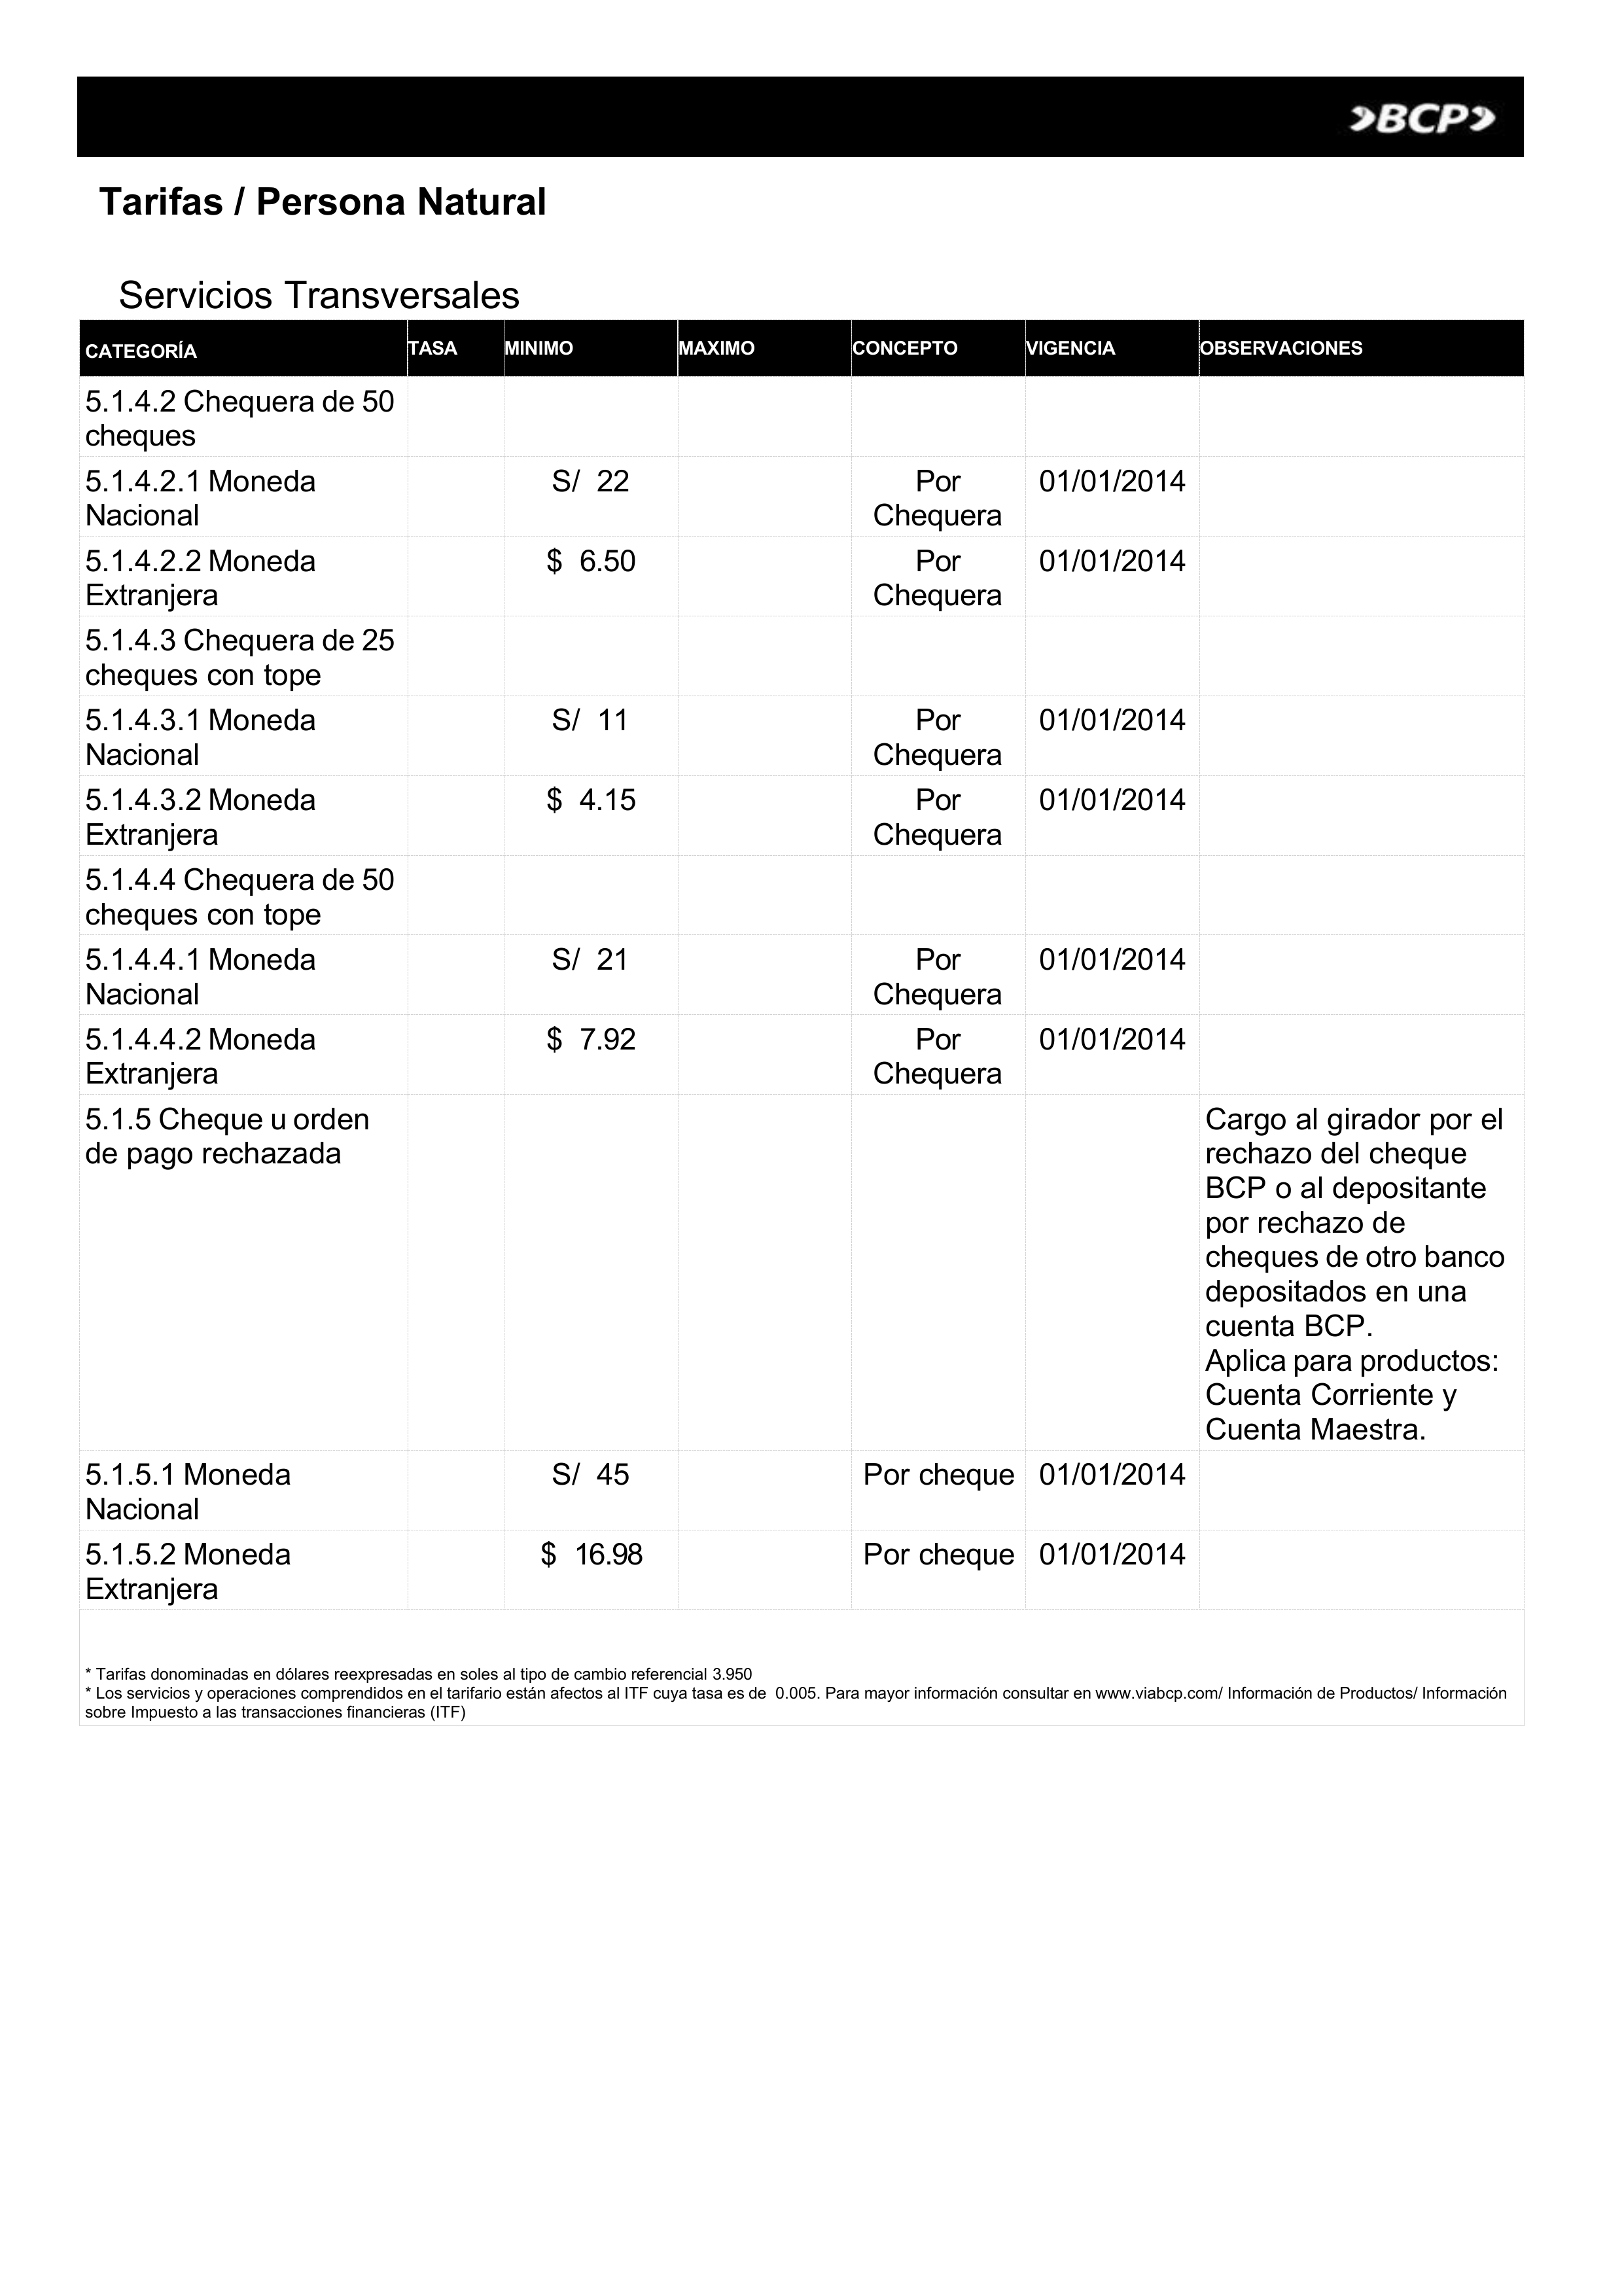 BCP
Tarifas / Persona Natural
Servicios Transversales
CATEGORÍA TASA MINIMO MAXIMO CONCEPTO VIGENCIA OBSERVACIONES
5.1.4.2 Chequera de 50
cheques
5.1.4.2.1 Moneda S/ 22 Por 01/01/2014
Nacional Chequera
5.1.4.2.2 Moneda $ 6.50 Por 01/01/2014
Extranjera Chequera
5.1.4.3 Chequera de 25
cheques con tope
5.1.4.3.1 Moneda S/ 11 Por 01/01/2014
Nacional Chequera
5.1.4.3.2 Moneda $ 4.15 Por 01/01/2014
Extranjera Chequera
5.1.4.4 Chequera de 50
cheques con tope
5.1.4.4.1 Moneda S/ 21 Por 01/01/2014
Nacional Chequera
5.1.4.4.2 Moneda $ 7.92 Por 01/01/2014
Extranjera Chequera
5.1.5 Cheque u orden Cargo al girador por el
de pago rechazada rechazo del cheque
BCP o al depositante
por rechazo de
cheques de otro banco
depositados en una
cuenta BCP.
Aplica para productos:
Cuenta Corriente y
Cuenta Maestra.
5.1.5.1 Moneda S/ 45 Por cheque 01/01/2014
Nacional
5.1.5.2 Moneda $ 16.98 Por cheque 01/01/2014
Extranjera
* Tarifas donominadas en dólares reexpresadas en soles al tipo de cambio referencial 3.950
* Los servicios y operaciones comprendidos en el tarifario están afectos al ITF cuya tasa es de 0.005. Para mayor información consultar en www.viabcp.com/ Información de Productos/ Información
sobre Impuesto a las transacciones financieras (ITF)